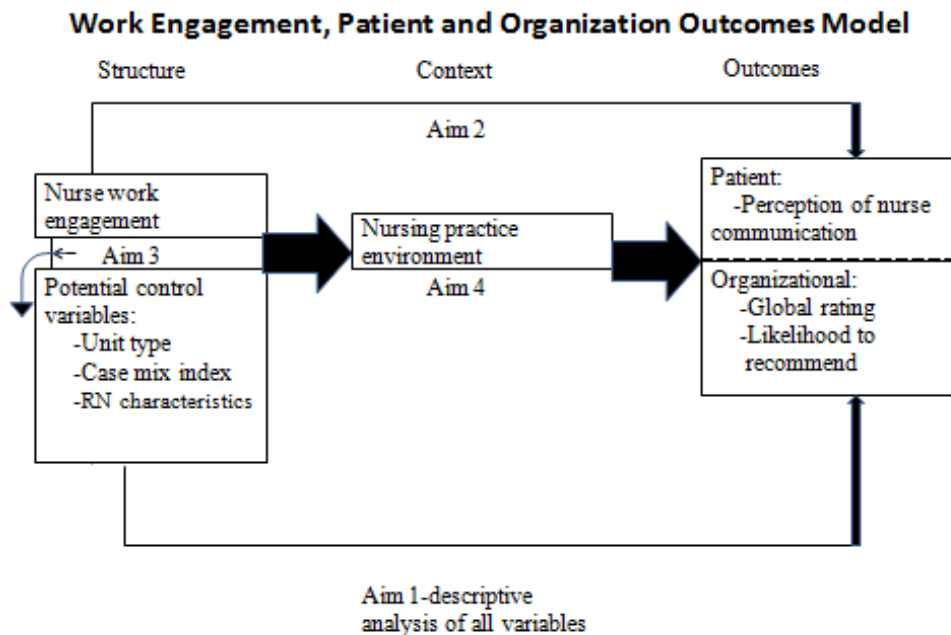 Work Engagement, Patient and Organization Outcomes Model
Structure
Context
Outcomes
Aim 2
Nurse work
engagement
Aim 3
Potential control
variables:
-Unit type
-Case mix index
-RN characteristics
Nursing practice
environment
Aim 4
Patient:
-Perception of nurse
communication
Organizational:
-Global rating
-Likelihood to
recommend
Aim 1-descriptive
analysis of all variables